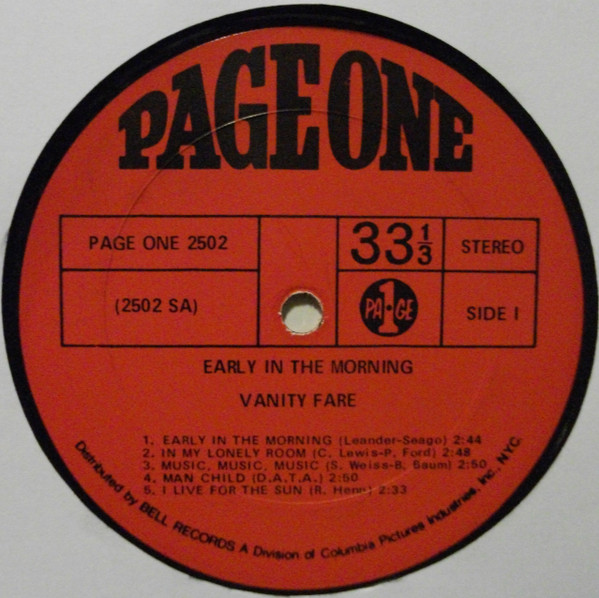 PAGE ONE
PAGE ONE 2502
33 1/3
STEREO
(2502 SA)
PA·GE 1
SIDE I
EARLY IN THE MORNING
VANITY FARE
1. EARLY IN THE MORNING (Leander-Seago) 2:44
2. IN MY LONELY ROOM (C. Lewis-P. Ford) 2:48
3. MUSIC, MUSIC, MUSIC (S. Weiss-B. Baum) 2:50
4. MAN CHILD (D.A.T.A.) 2:50
5. I LIVE FOR THE SUN (R. Henn) 2:33
Distributed by BELL RECORDS A Division of Columbia Pictures Industries, Inc., NYC.